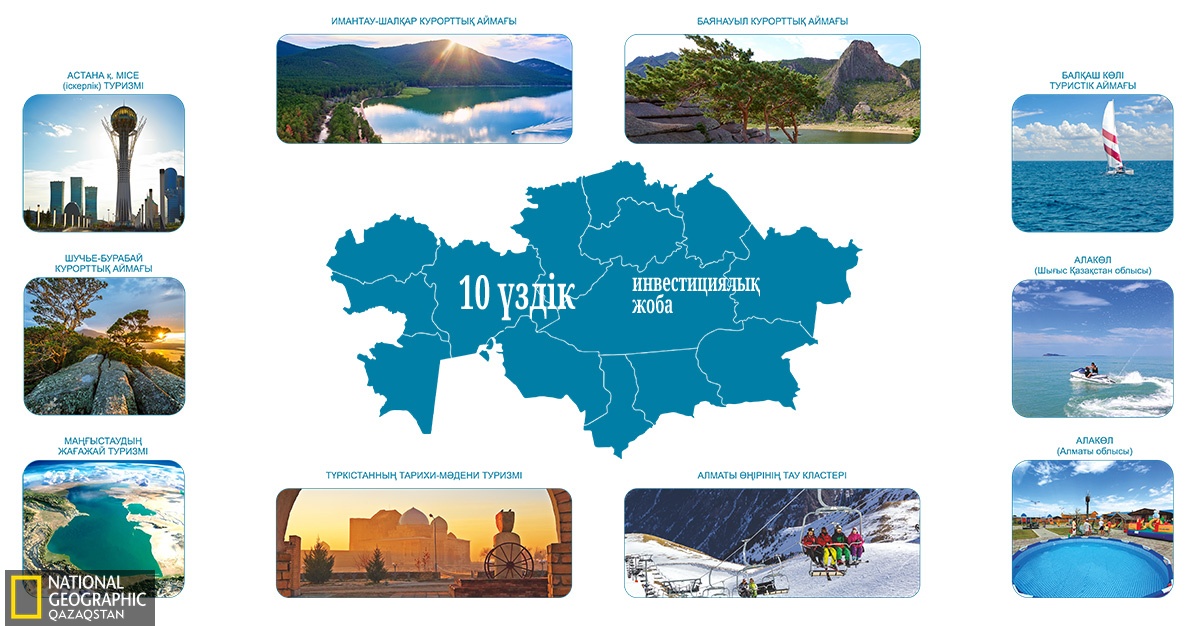 ИМАНТАУ-ШАЛҚАР КУРОРТТЫҚ АЙМАҒЫ
БАЯНАУЫЛ КУРОРТТЫҚ АЙМАҒЫ
АСТАНА қ. MICE
(іскерлік) ТУРИЗМІ
БАЛҚАШ КӨЛІ
ТУРИСТІК АЙМАҒЫ
ШУЧЬЕ-БУРАБАЙ
КУРОРТТЫҚ АЙМАҒЫ
10 үздік
инвестициялық
жоба
АЛАКӨЛ
(Шығыс Қазақстан облысы)
МАҢҒЫСТАУДЫҢ
ЖАҒАЖАЙ ТУРИЗМІ
ТҮРКІСТАННЫҢ ТАРИХИ-МӘДЕНИ ТУРИЗМІ
АЛМАТЫ ӨҢІРІНІҢ ТАУ КЛАСТЕРІ
АЛАКӨЛ
(Алматы облысы)
NATIONAL
GEOGRAPHIC
QAZAQSTAN